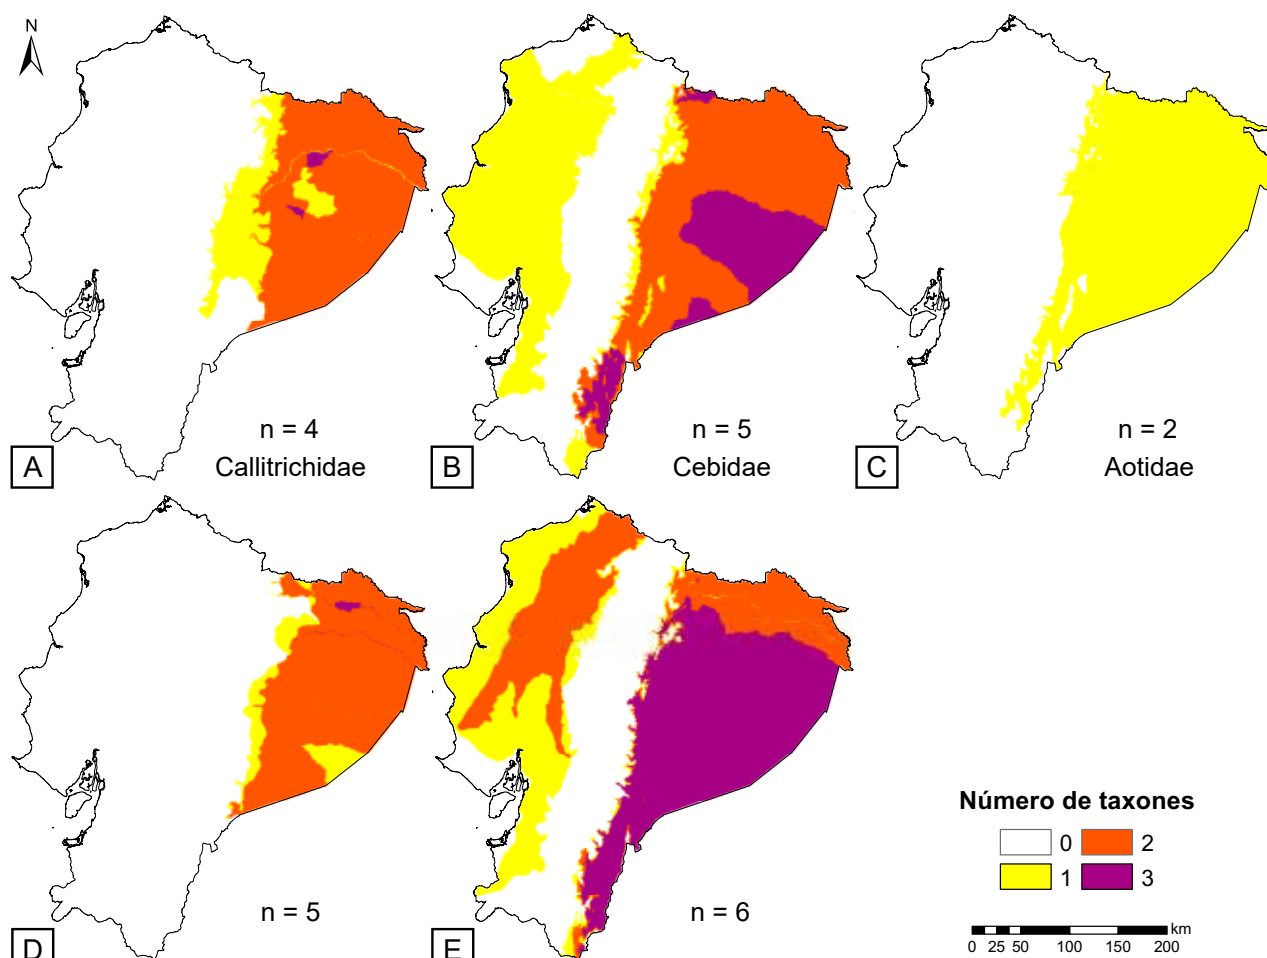 N
n = 4
A
Callitrichidae
n = 5
B
Cebidae
n = 2
C
Aotidae
n = 5
D
n = 6
E
Número de taxones
0 2
1 3
km
0 25 50 100 150 200